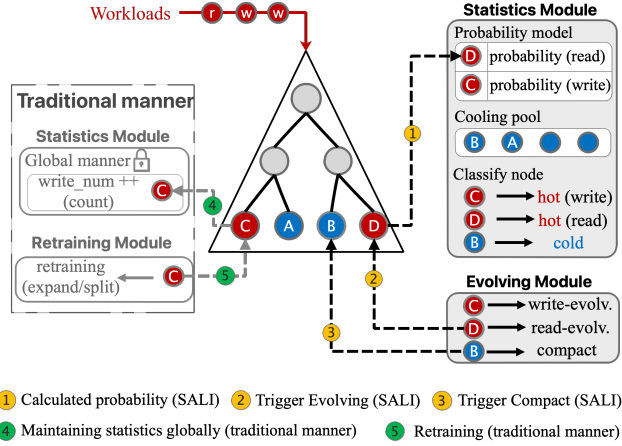 Workloads
r w w
Statistics Module
Probability model
D probability (read)
C probability (write)
Cooling pool
B A
Classify node
C hot (write)
D hot (read)
B cold
Traditional manner
Statistics Module
Global manner
write_num ++
(count)
C
Retraining Module
retraining
(expand/split)
C
C A B D
1
2
3
4
5
Evolving Module
C write-evolv.
D read-evolv.
B compact
1 Calculated probability (SALI)
2 Trigger Evolving (SALI)
3 Trigger Compact (SALI)
4 Maintaining statistics globally (traditional manner)
5 Retraining (traditional manner)